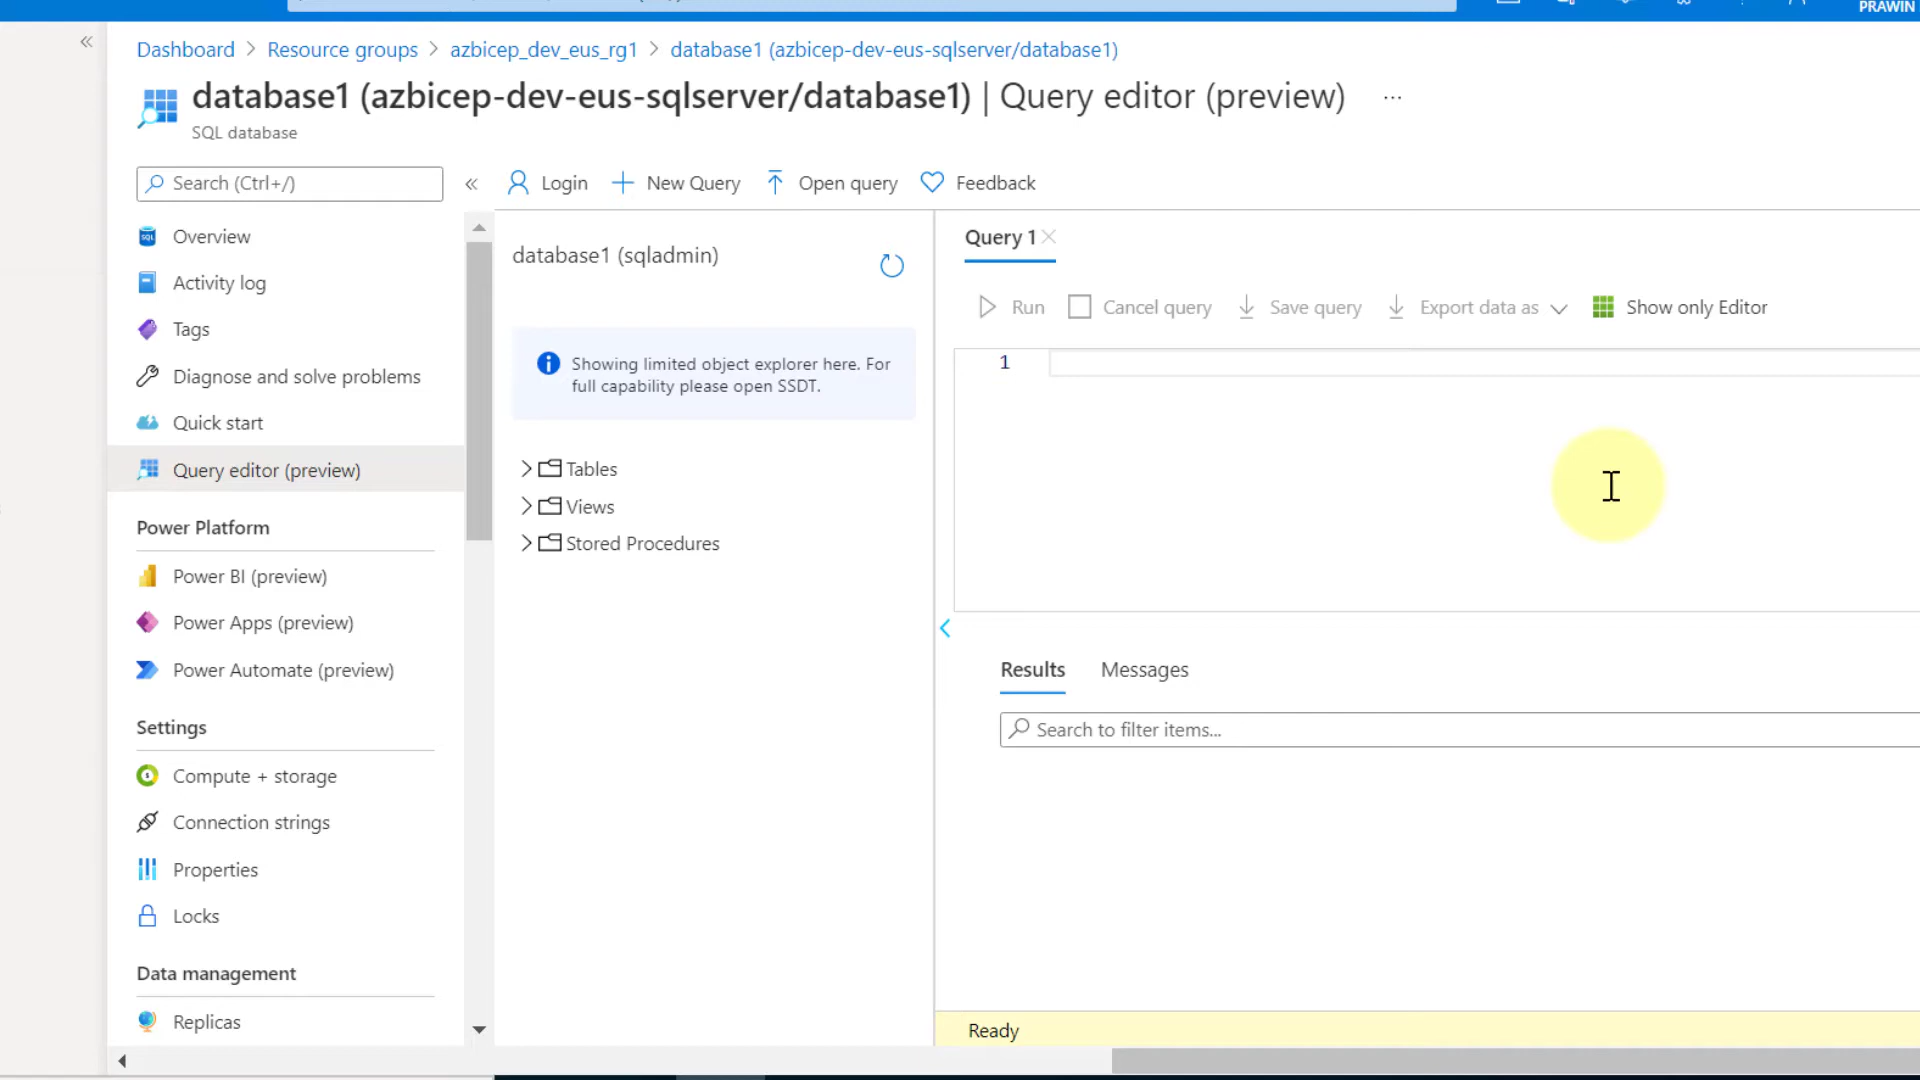 PRAWIN
Dashboard > Resource groups > azbicep_dev_eus_rg1 > database1 (azbicep-dev-eus-sqlserver/database1)
database1 (azbicep-dev-eus-sqlserver/database1) | Query editor (preview) ...
SQL database
Search (Ctrl+/)
Login
New Query
Open query
Feedback
Overview
Activity log
Tags
Diagnose and solve problems
Quick start
Query editor (preview)
Power Platform
Power BI (preview)
Power Apps (preview)
Power Automate (preview)
Settings
Compute + storage
Connection strings
Properties
Locks
Data management
Replicas
database1 (sqladmin)
Showing limited object explorer here. For
full capability please open SSDT.
Tables
Views
Stored Procedures
Query 1
Run
Cancel query
Save query
Export data as
Show only Editor
1
Results
Messages
Search to filter items...
Ready